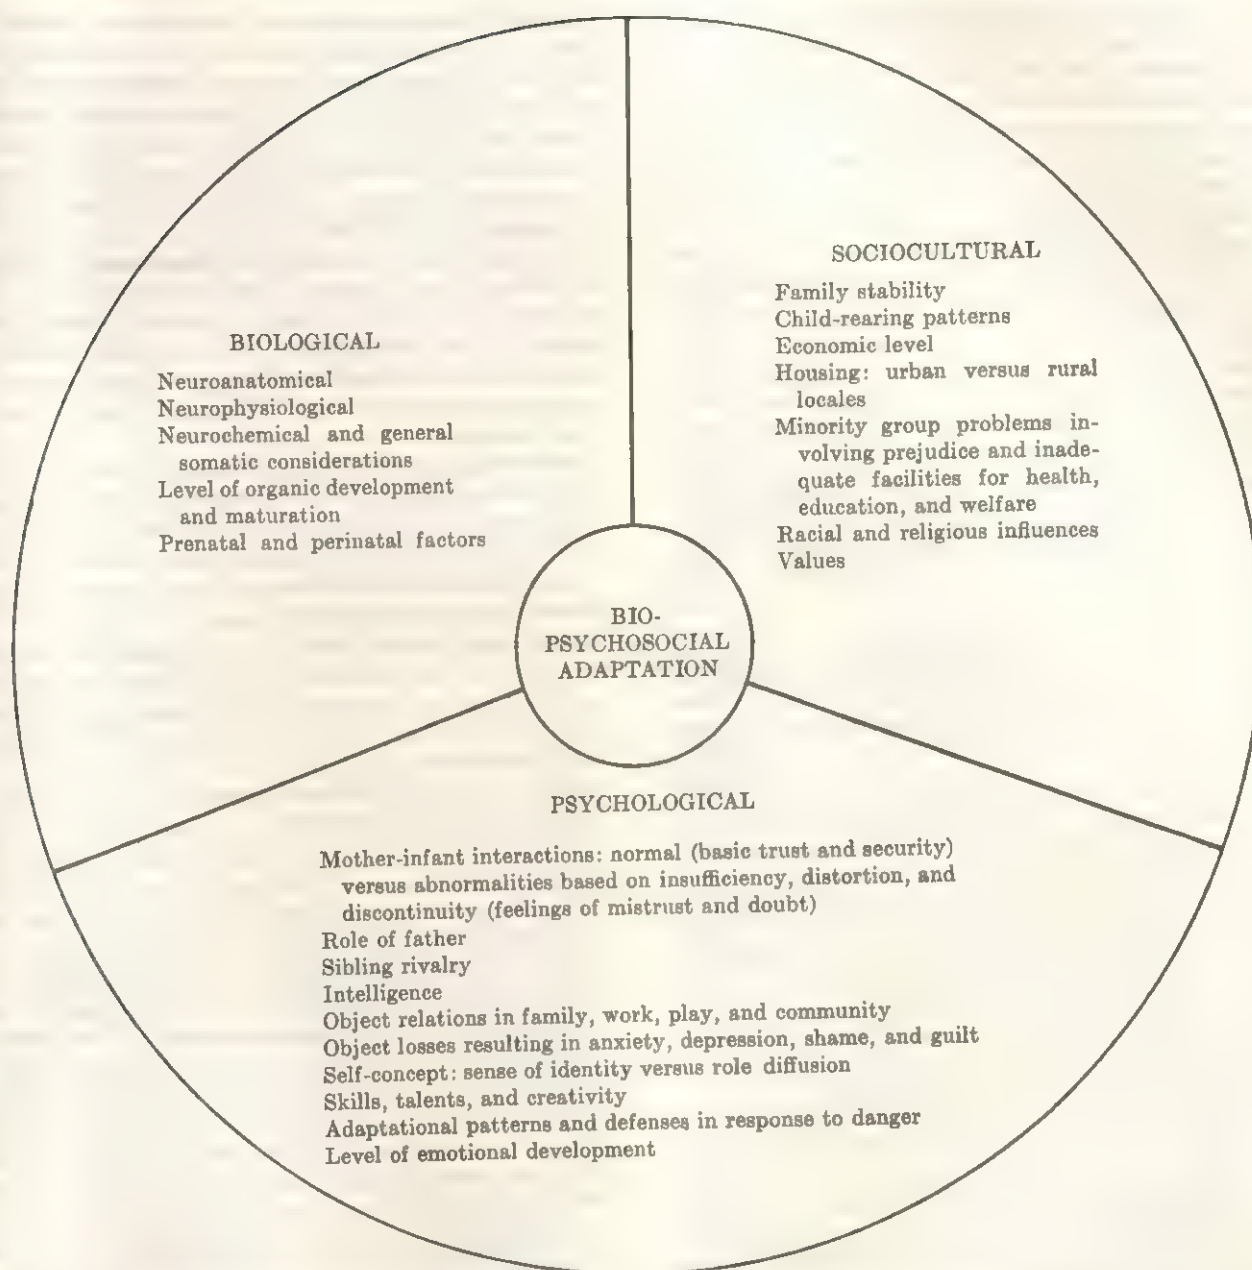 BIOLOGICAL
Neuroanatomical
Neurophysiological
Neurochemical and general
somatic considerations
Level of organic development
and maturation
Prenatal and perinatal factors
SOCIOCULTURAL
Family stability
Child-rearing patterns
Economic level
Housing: urban versus rural
locales
Minority group problems in-
volving prejudice and inade-
quate facilities for health,
education, and welfare
Racial and religious influences
Values
BIO-
PSYCHOSOCIAL
ADAPTATION
PSYCHOLOGICAL
Mother-infant interactions: normal (basic trust and security)
versus abnormalities based on insufficiency, distortion, and
discontinuity (feelings of mistrust and doubt)
Role of father
Sibling rivalry
Intelligence
Object relations in family, work, play, and community
Object losses resulting in anxiety, depression, shame, and guilt
Self-concept: sense of identity versus role diffusion
Skills, talents, and creativity
Adaptational patterns and defenses in response to danger
Level of emotional development